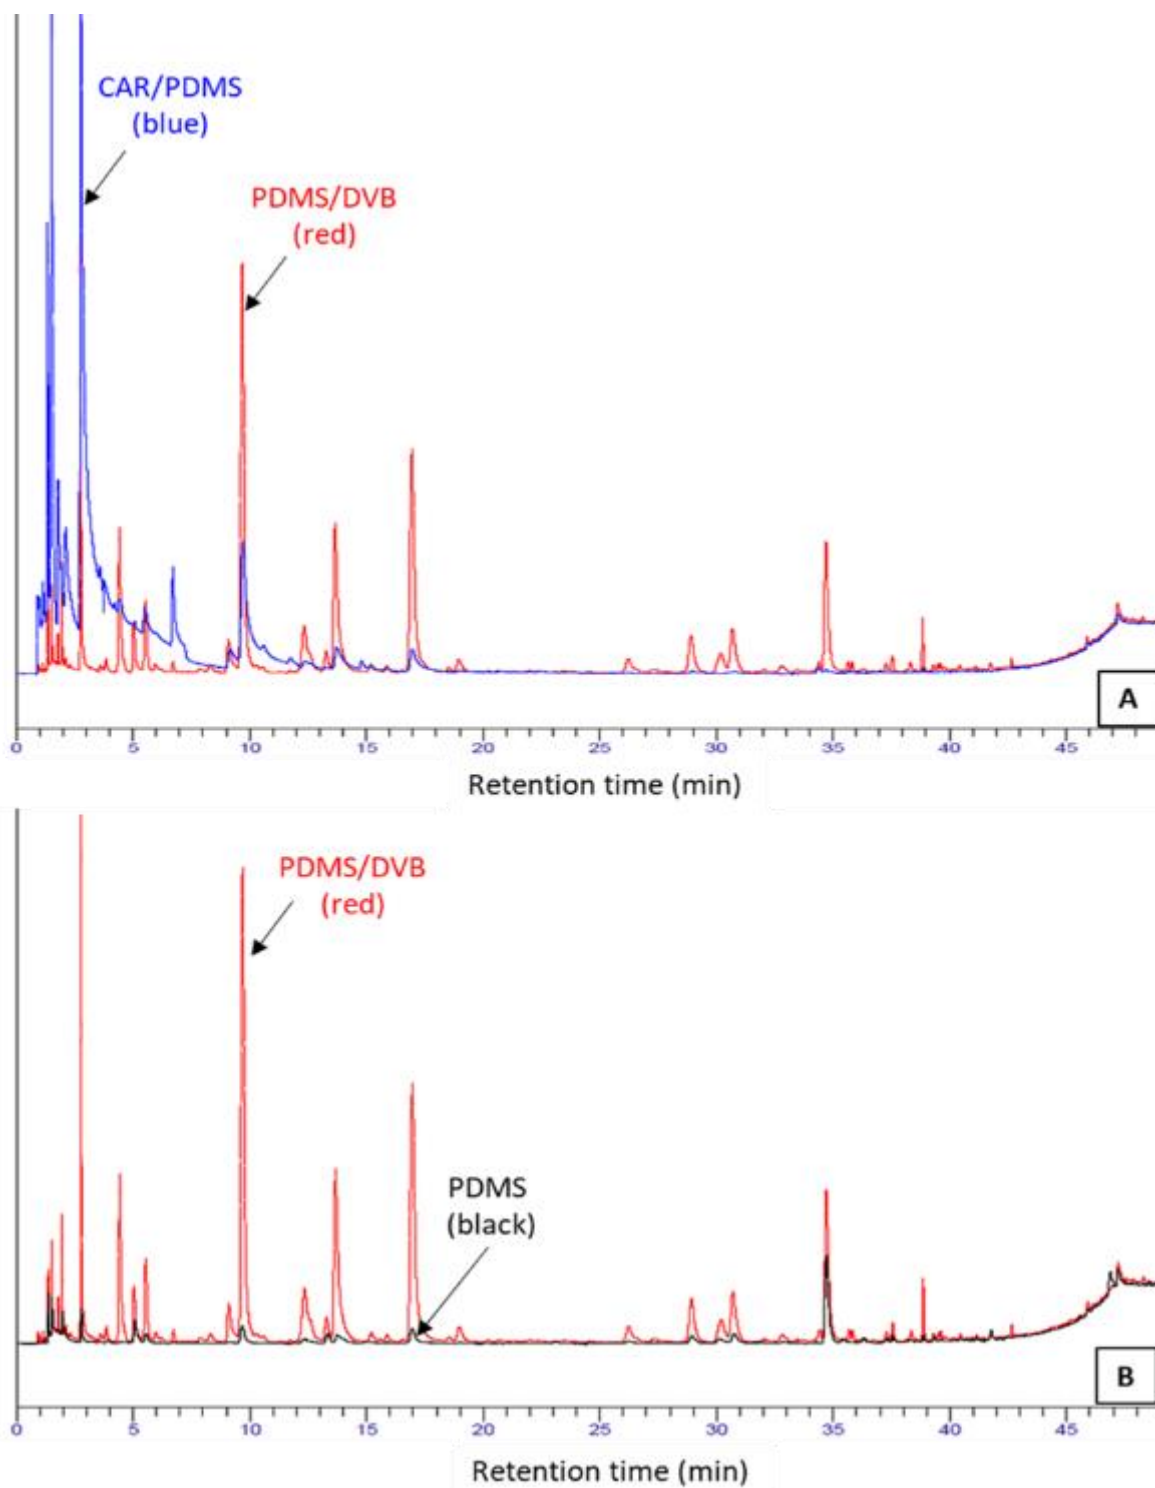 CAR/PDMS
(blue)
PDMS/DVB
(red)
A
0 5 10 15 20 25 30 35 40 45
Retention time (min)
PDMS/DVB
(red)
PDMS
(black)
B
0 5 10 15 20 25 30 35 40 45
Retention time (min)